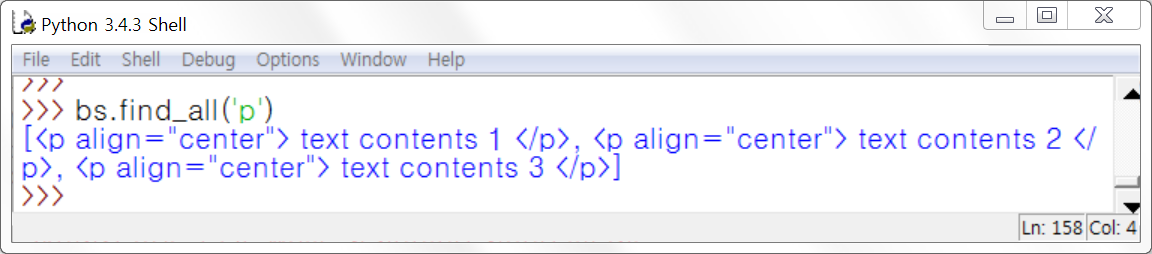 Python 3.4.3 Shell
File Edit Shell Debug Options Window Help
>>>
>>> bs.find_all('p')
[<p align="center"> text contents 1 </p>, <p align="center"> text contents 2 </
p>, <p align="center"> text contents 3 </p>]
>>>
Ln: 158 Col: 4